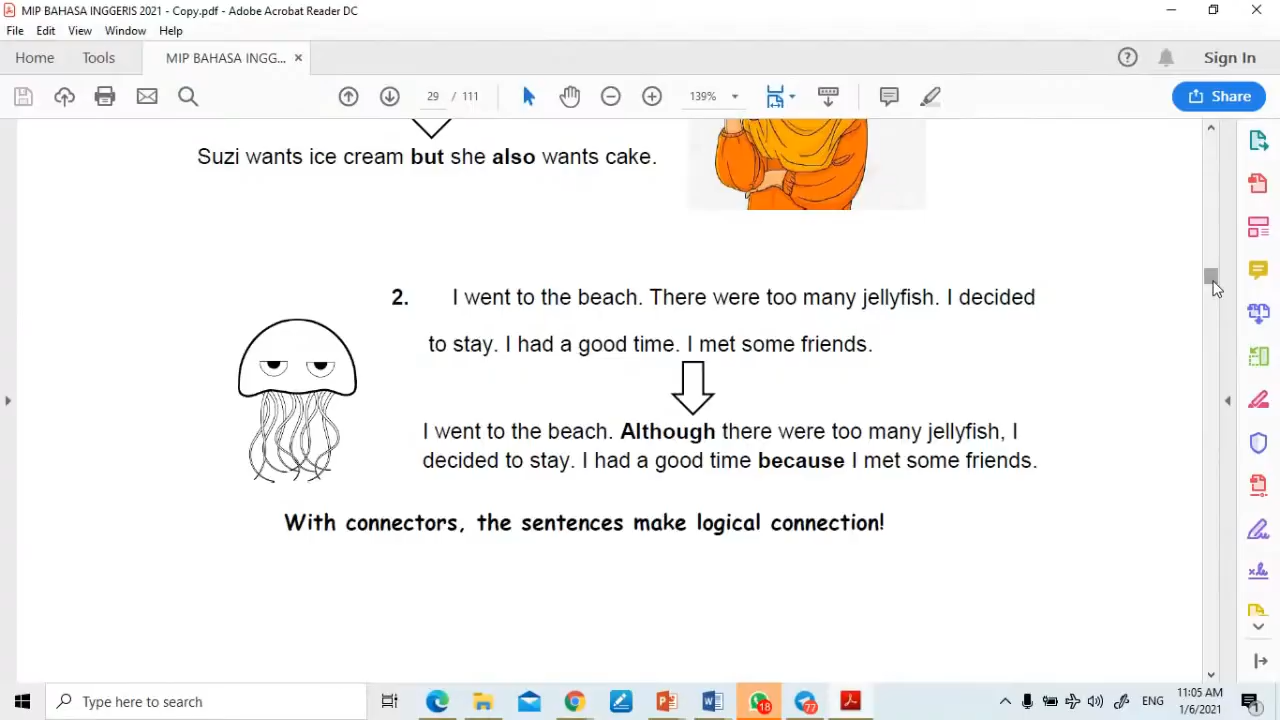 MIP BAHASA INGGERIS 2021 - Copy.pdf - Adobe Acrobat Reader DC
File Edit View Window Help
Home Tools MIP BAHASA INGG... × Sign In
29 / 111 139% Share
Suzi wants ice cream but she also wants cake.
2. I went to the beach. There were too many jellyfish. I decided
to stay. I had a good time. I met some friends.
I went to the beach. Although there were too many jellyfish, I
decided to stay. I had a good time because I met some friends.
With connectors, the sentences make logical connection!
Type here to search 18 77 ENG 11:05 AM
1/6/2021 1